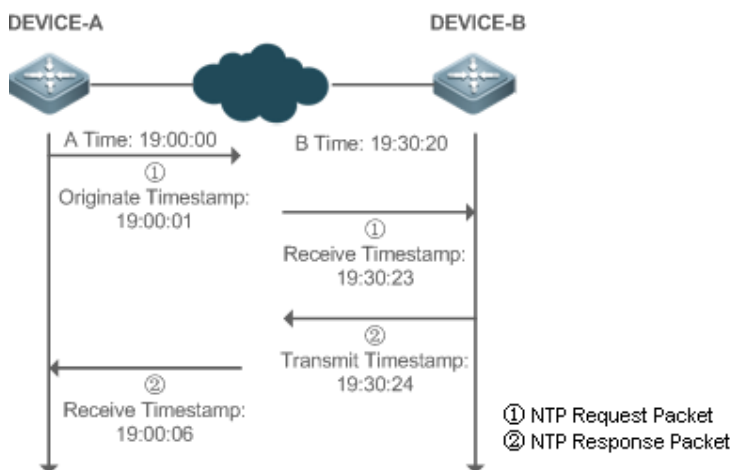 DEVICE-A
DEVICE-B
A Time: 19:00:00
B Time: 19:30:20
①
Originate Timestamp:
19:00:01
①
Receive Timestamp:
19:30:23
②
Transmit Timestamp:
19:30:24
②
Receive Timestamp:
19:00:06
① NTP Request Packet
② NTP Response Packet